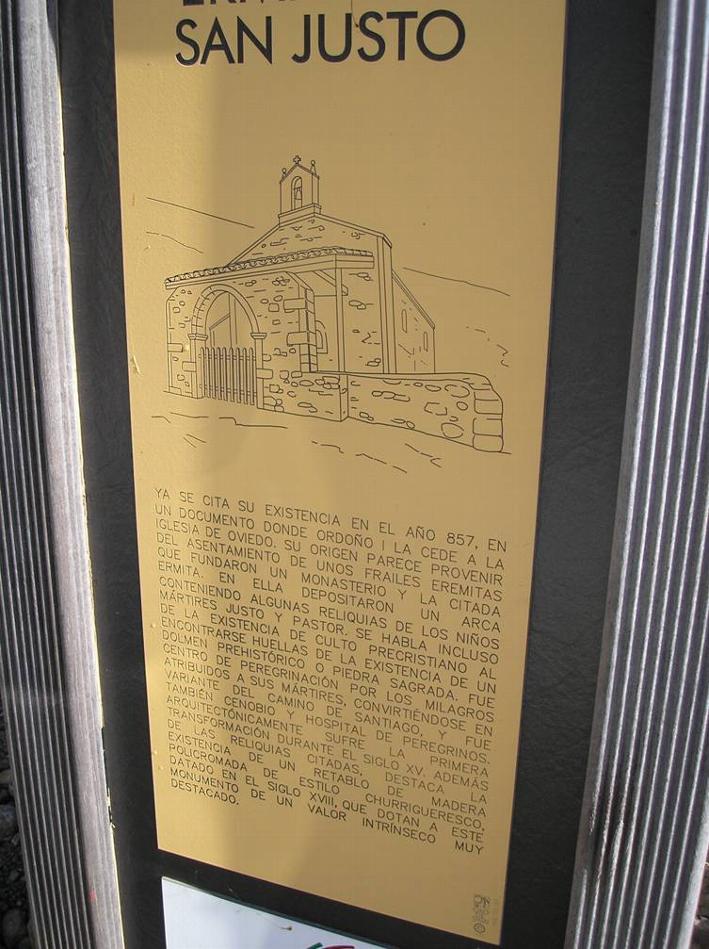 SAN JUSTO
YA SE CITA SU EXISTENCIA EN EL AÑO 857, EN
UN DOCUMENTO DONDE ORDOÑO I LA CEDE A LA
IGLESIA DE OVIEDO. SU ORIGEN PARECE PROVENIR
DEL ASENTAMIENTO DE UNOS FRAILES EREMITAS
QUE FUNDARON UN MONASTERIO Y LA CITADA
ERMITA. EN ELLA DEPOSITARON UN ARCA
CONTENIENDO ALGUNAS RELIQUIAS DE LOS NIÑOS
MÁRTIRES JUSTO Y PASTOR. SE HABLA INCLUSO
DE LA EXISTENCIA DE CULTO PRECRISTIANO AL
ENCONTRARSE HUELLAS DE LA EXISTENCIA DE UN
DOLMEN PREHISTÓRICO O PIEDRA SAGRADA. FUE
CENTRO DE PEREGRINACIÓN POR LOS MILAGROS
ATRIBUIDOS A SUS MÁRTIRES, CONVIRTIÉNDOSE EN
VARIANTE DEL CAMINO DE SANTIAGO, Y FUE
TAMBIÉN CENOBIO Y HOSPITAL DE PEREGRINOS.
ARQUITECTÓNICAMENTE SUFRE LA PRIMERA
TRANSFORMACIÓN DURANTE EL SIGLO XV. ADEMÁS
DE LAS RELIQUIAS CITADAS, DESTACA LA
EXISTENCIA DE UN RETABLO DE MADERA
POLICROMADA DE ESTILO CHURRIGUERESCO,
DATADO EN EL SIGLO XVIII, QUE DOTAN A ESTE
MONUMENTO DE UN VALOR INTRÍNSECO MUY
DESTACADO.